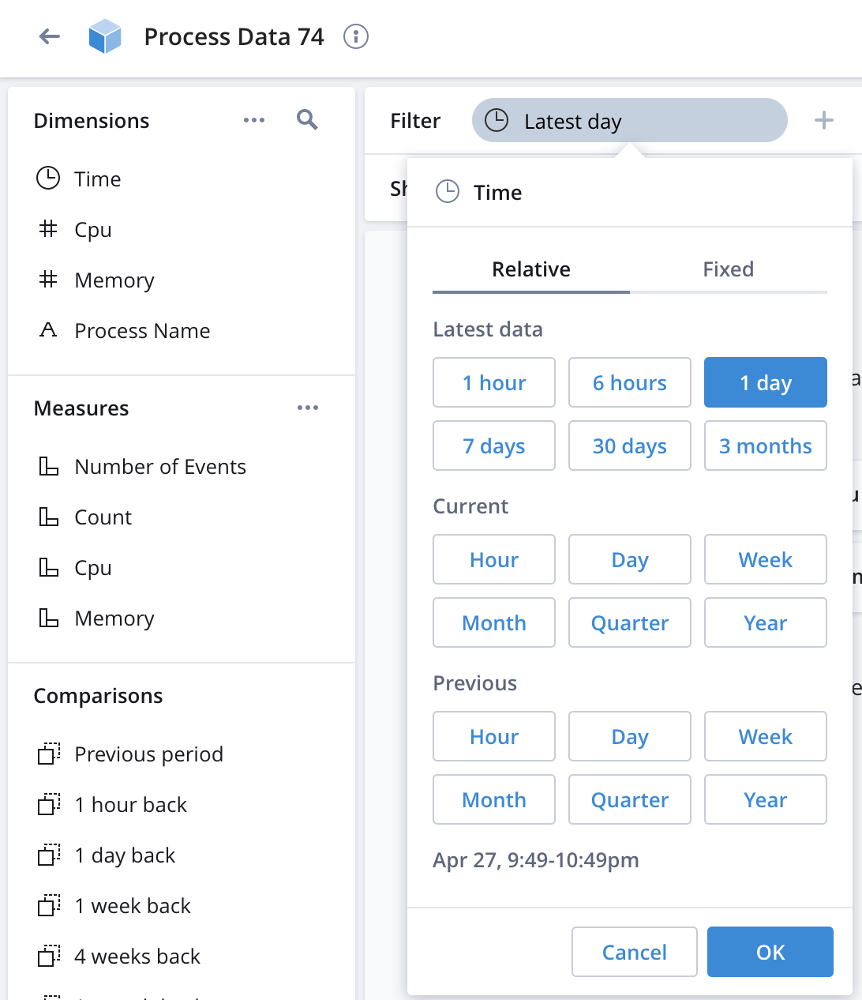 Process Data 74
Dimensions
Time
Cpu
Memory
Process Name
Measures
Number of Events
Count
Cpu
Memory
Comparisons
Previous period
1 hour back
1 day back
1 week back
4 weeks back
Filter
Latest day
Time
Relative Fixed
Latest data
1 hour 6 hours 1 day
7 days 30 days 3 months
Current
Hour Day Week
Month Quarter Year
Previous
Hour Day Week
Month Quarter Year
Apr 27, 9:49-10:49pm
Cancel OK